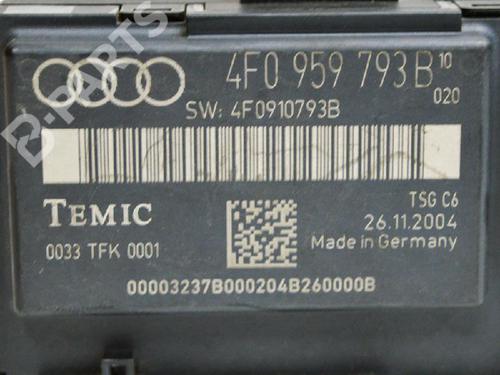 4F0 959 793B 10
020
SW: 4F0910793B
TEMIC
TSG C6
26.11.2004
0033 TFK 0001
Made in Germany
00003237B000204B260000B
B-PARTS